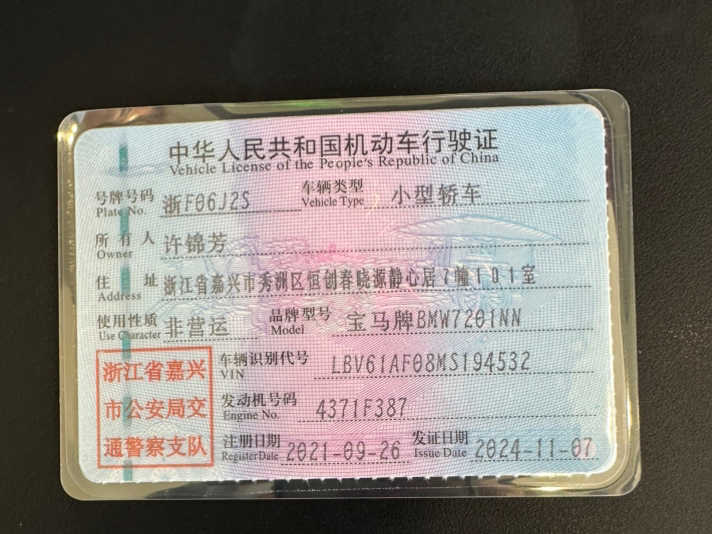 中华人民共和国机动车行驶证
Vehicle License of the People's Republic of China
号牌号码 浙F06J2S 车辆类型 小型轿车
Plate No. Vehicle Type
所有人 许锦芳
Owner
住址 浙江省嘉兴市秀洲区恒创春晓源静心居7幢101室
Address
使用性质 非营运 品牌型号 宝马牌BMW7201NN
Use Character Model
浙江省嘉兴
市公安局交
通警察支队
车辆识别代号 LBV61AF08MS194532
VIN
发动机号码 4371F387
Engine No.
注册日期 2021-09-26 发证日期 2024-11-07
Register Date Issue Date